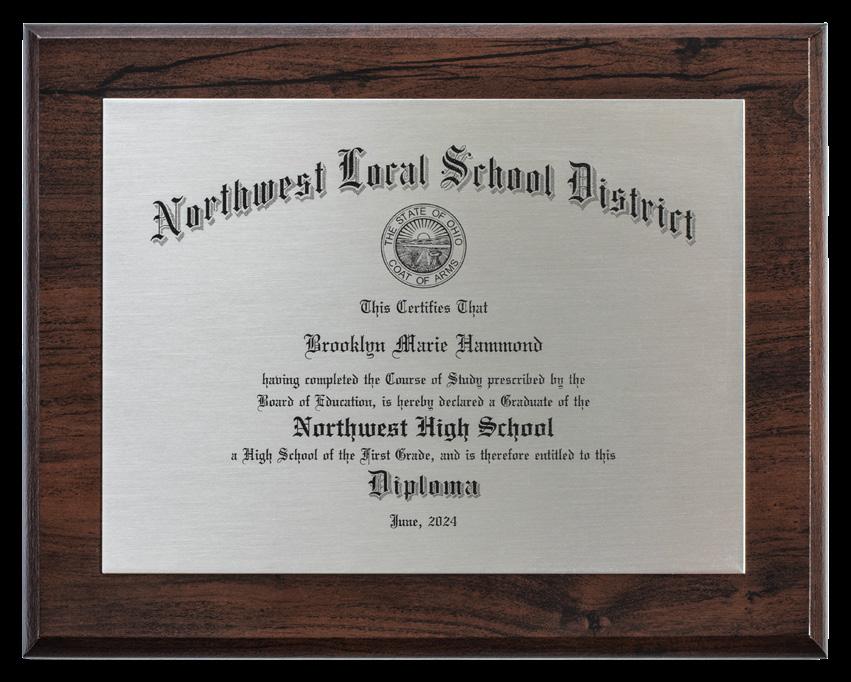 Northwest Local School District
THE STATE OF OHIO
COAT OF ARMS
This Certifies That
Brooklyn Marie Hammond
having completed the Course of Study prescribed by the
Board of Education, is hereby declared a Graduate of the
Northwest High School
a High School of the First Grade, and is therefore entitled to this
Diploma
June, 2024